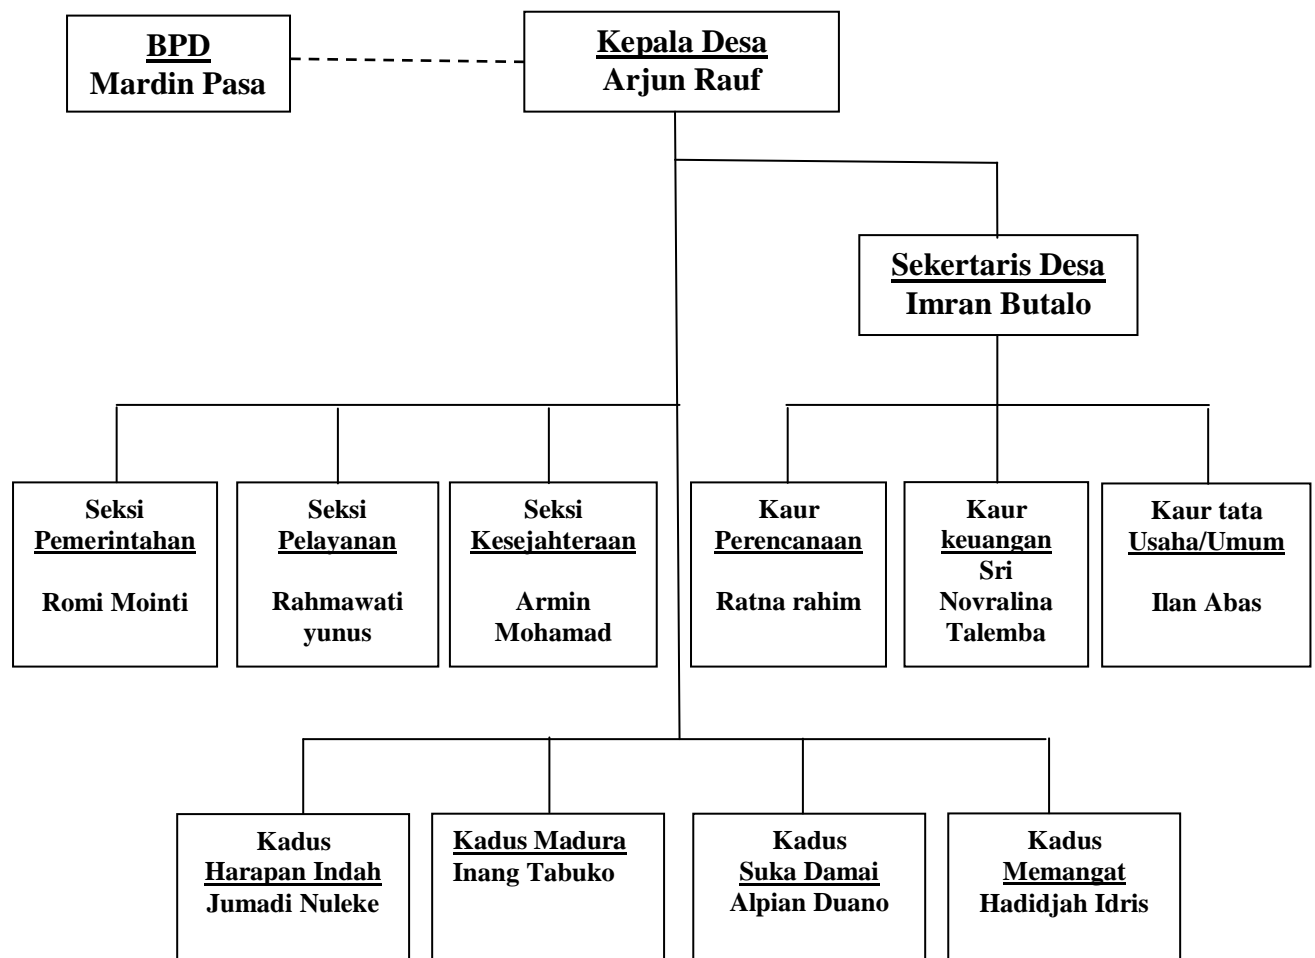 BPD
Mardin Pasa
Kepala Desa
Arjun Rauf
Sekertaris Desa
Imran Butalo
Seksi
Pemerintahan
Romi Mointi
Seksi
Pelayanan
Rahmawati
yunus
Seksi
Kesejahteraan
Armin
Mohamad
Kaur
Perencanaan
Ratna rahim
Kaur
keuangan
Sri
Novralina
Talemba
Kaur tata
Usaha/Umum
Ilan Abas
Kadus
Harapan Indah
Jumadi Nuleke
Kadus Madura
Inang Tabuko
Kadus
Suka Damai
Alpian Duano
Kadus
Memangat
Hadidjah Idris